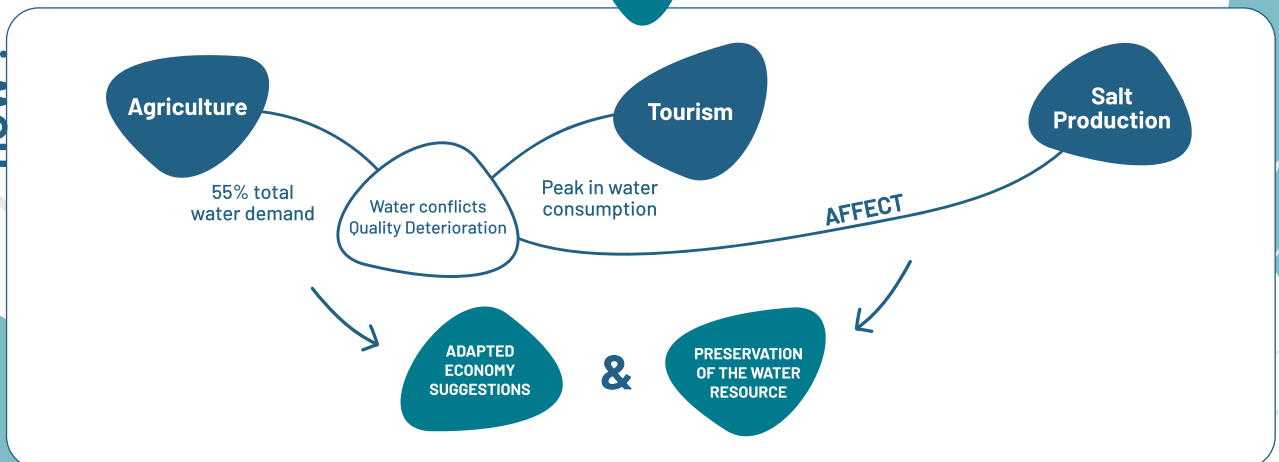 Agriculture
Tourism
Salt
Production
55% total
water demand
Water conflicts
Quality Deterioration
Peak in water
consumption
AFFECT
ADAPTED
ECONOMY
SUGGESTIONS
&
PRESERVATION
OF THE WATER
RESOURCE